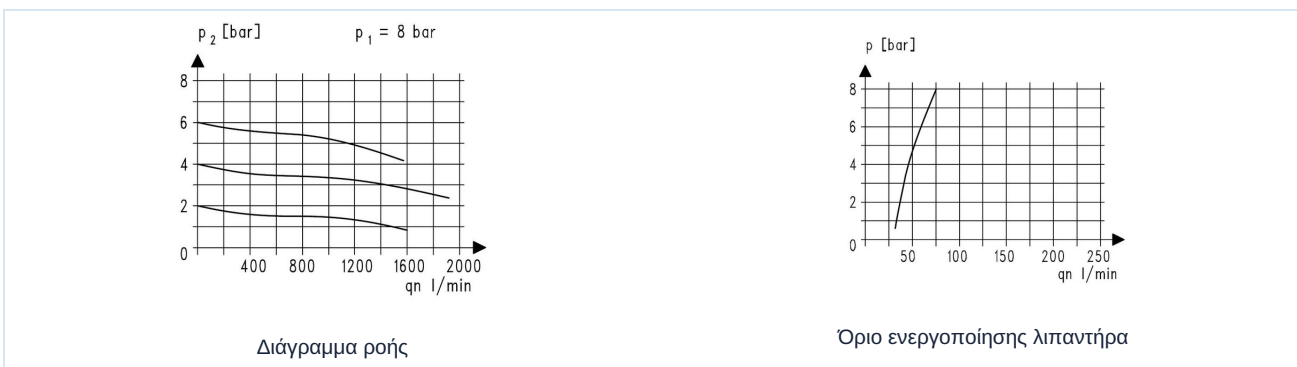 p 2 [bar]
p 1 = 8 bar
8
6
4
2
0
400 800 1200 1600 2000
qn l/min
Διάγραμμα ροής
p [bar]
8
6
4
2
0
50 100 150 200 250
qn l/min
Όριο ενεργοποίησης λιπαντήρα